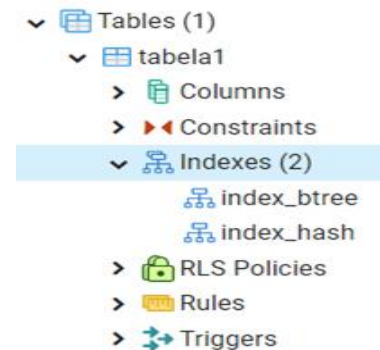 Tables (1)
tabela1
Columns
Constraints
Indexes (2)
index_btree
index_hash
RLS Policies
Rules
Triggers